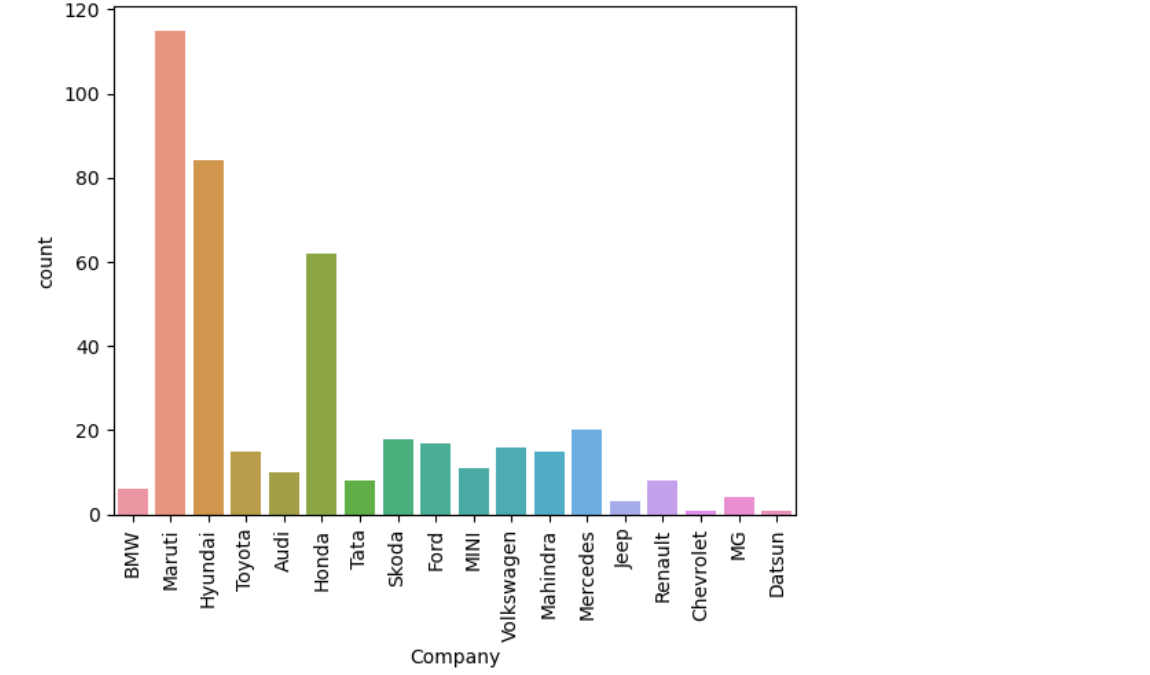 120
100
80
60
40
20
0
count
BMW
Maruti
Hyundai
Toyota
Audi
Honda
Tata
Skoda
Ford
MINI
Volkswagen
Mahindra
Mercedes
Jeep
Renault
Chevrolet
MG
Datsun
Company